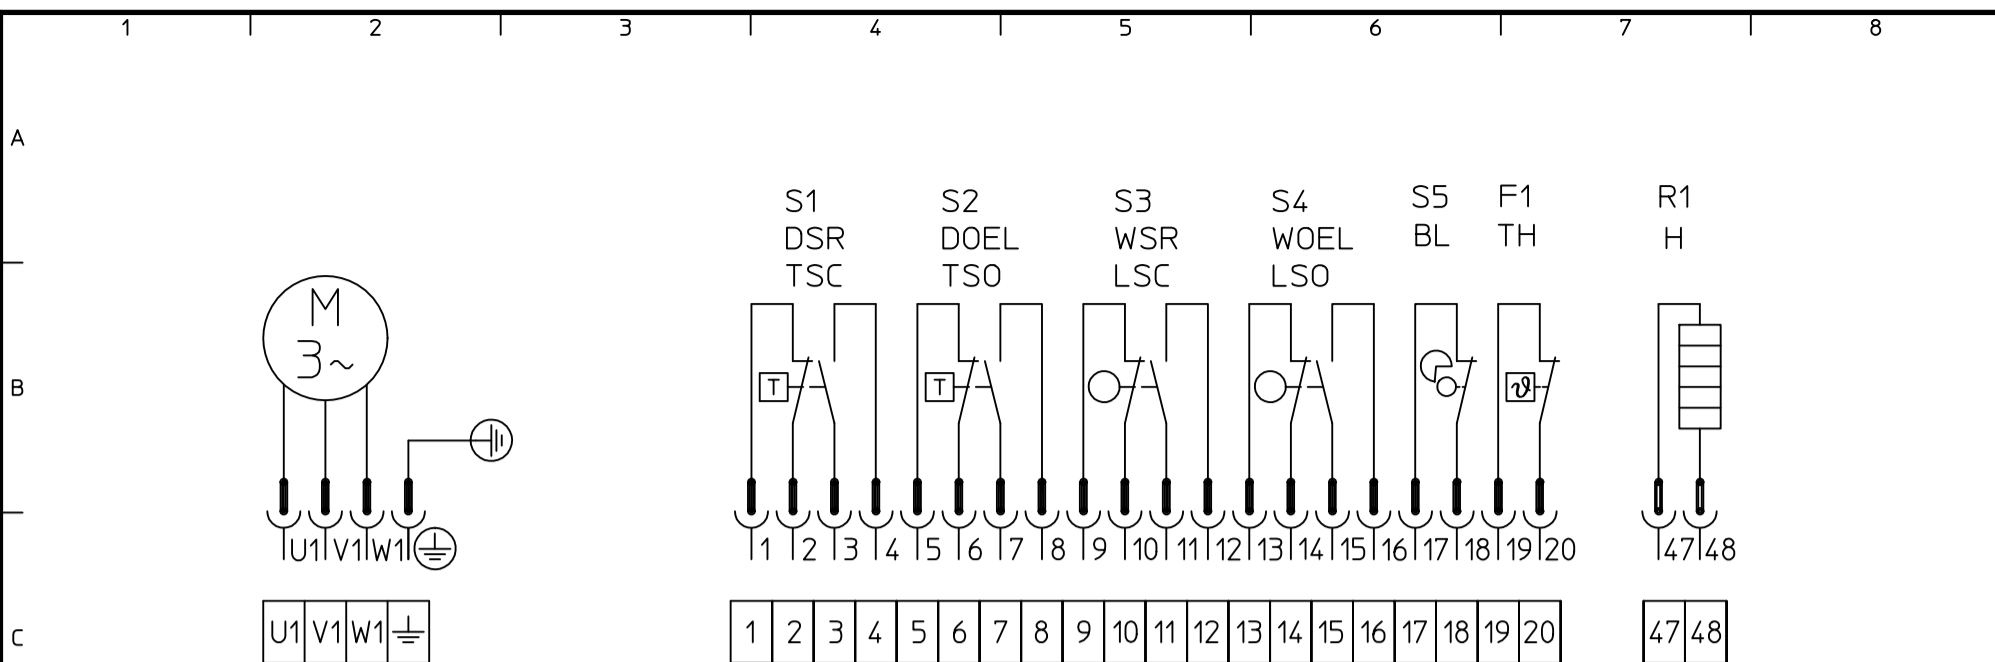 1 2 3 4 5 6 7 8
A
S1 S2 S3 S4 S5 F1 R1
DSR DOEL WSR WOEL BL TH H
TSC TSO LSC LSO
M
3~
B
T T ϑ
U1 V1 W1 1 2 3 4 5 6 7 8 9 10 11 12 13 14 15 16 17 18 19 20 47 48
C
U1 V1 W1 1 2 3 4 5 6 7 8 9 10 11 12 13 14 15 16 17 18 19 20 47 48